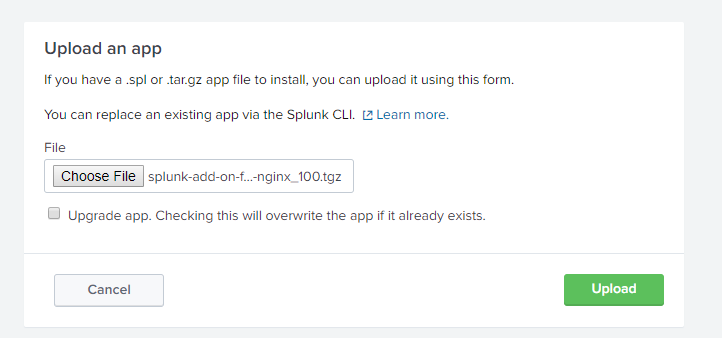 Upload an app
If you have a .spl or .tar.gz app file to install, you can upload it using this form.
You can replace an existing app via the Splunk CLI. Learn more.
File
Choose File splunk-add-on-f...-nginx_100.tgz
Upgrade app. Checking this will overwrite the app if it already exists.
Cancel Upload